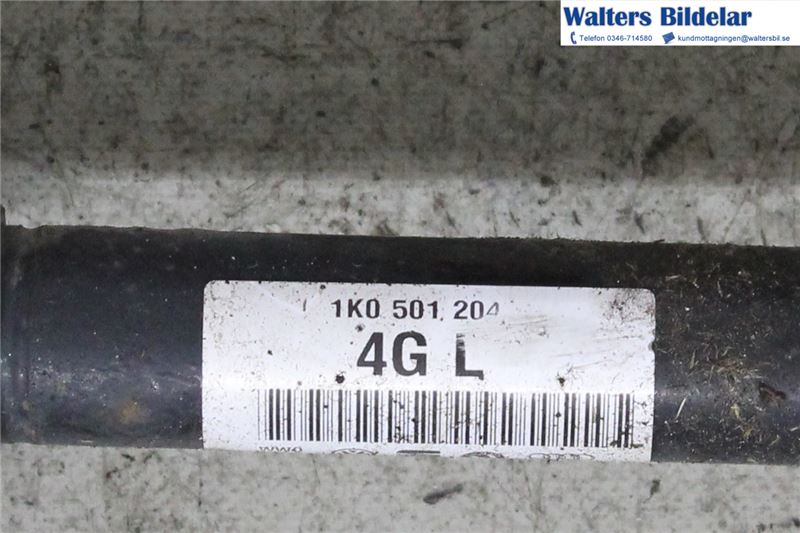 Walters Bildelar
Telefon 0346-714580 kundmottagningen@waltersbil.se
1K0 501 204
4G L